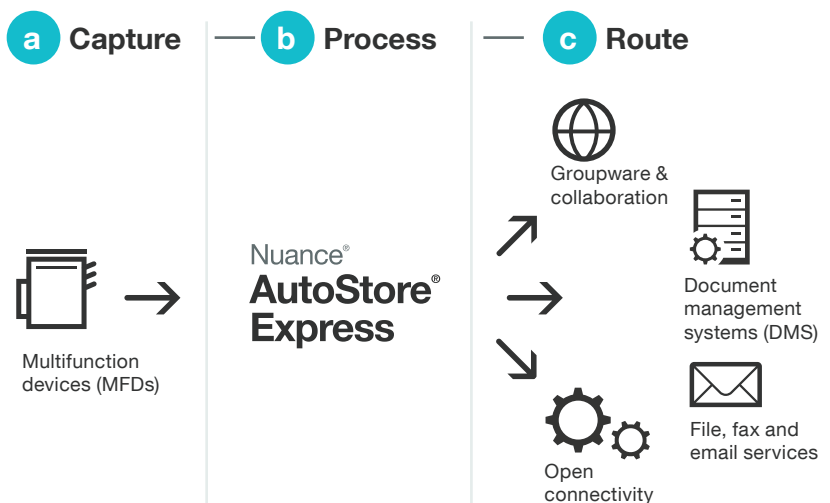 a Capture
b Process
c Route
Multifunction
devices (MFDs)
Nuance®
AutoStore®
Express
Groupware &
collaboration
Document
management
systems (DMS)
File, fax and
email services
Open
connectivity